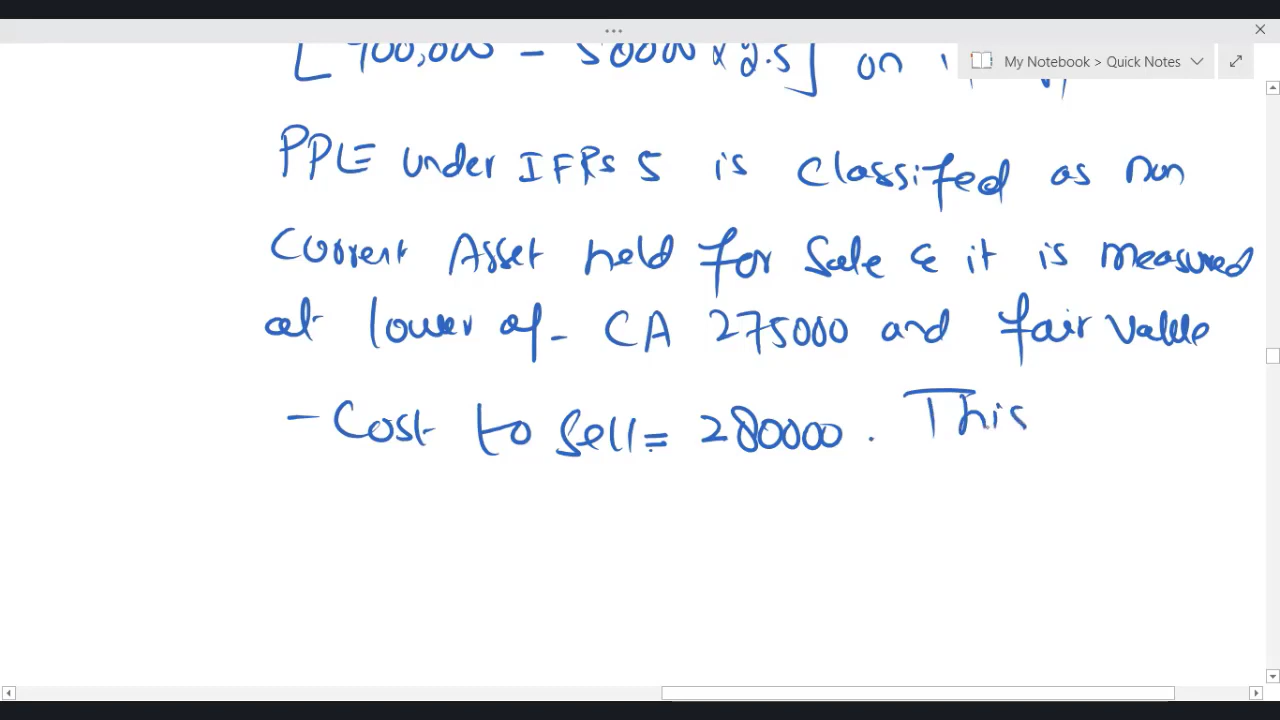 My Notebook > Quick Notes
[ 400,000 - 50000 x 2.5] on
PPE under IFRS 5 is classified as non
Current Asset held for Sale & it is measured
at lower of - CA 275000 and fair value
- Cost to Sell = 280000 . This